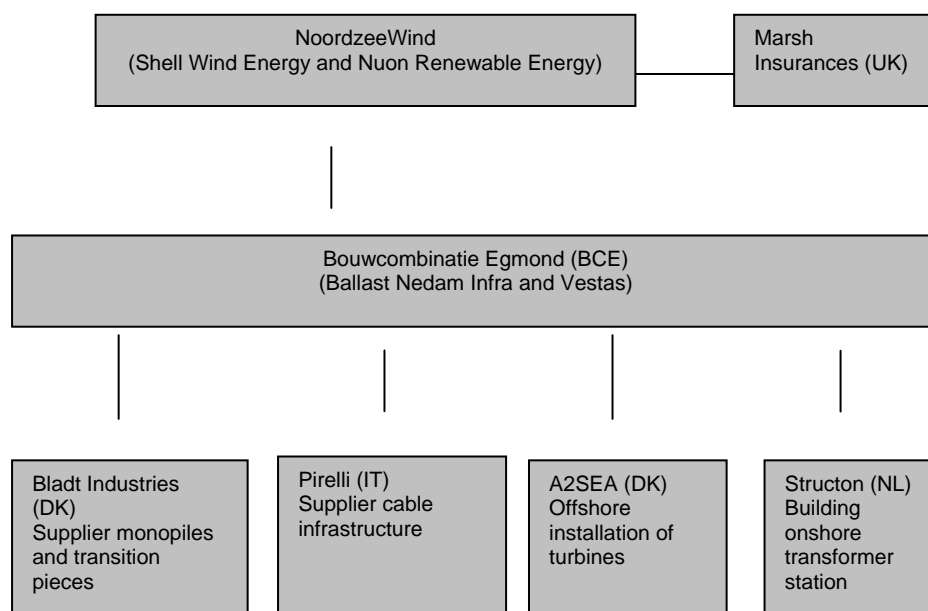 NoordzeeWind
(Shell Wind Energy and Nuon Renewable Energy)
Marsh
Insurances (UK)
Bouwcombinatie Egmond (BCE)
(Ballast Nedam Infra and Vestas)
Bladt Industries
(DK)
Supplier monopiles
and transition
pieces
Pirelli (IT)
Supplier cable
infrastructure
A2SEA (DK)
Offshore
installation of
turbines
Structon (NL)
Building
onshore
transformer
station